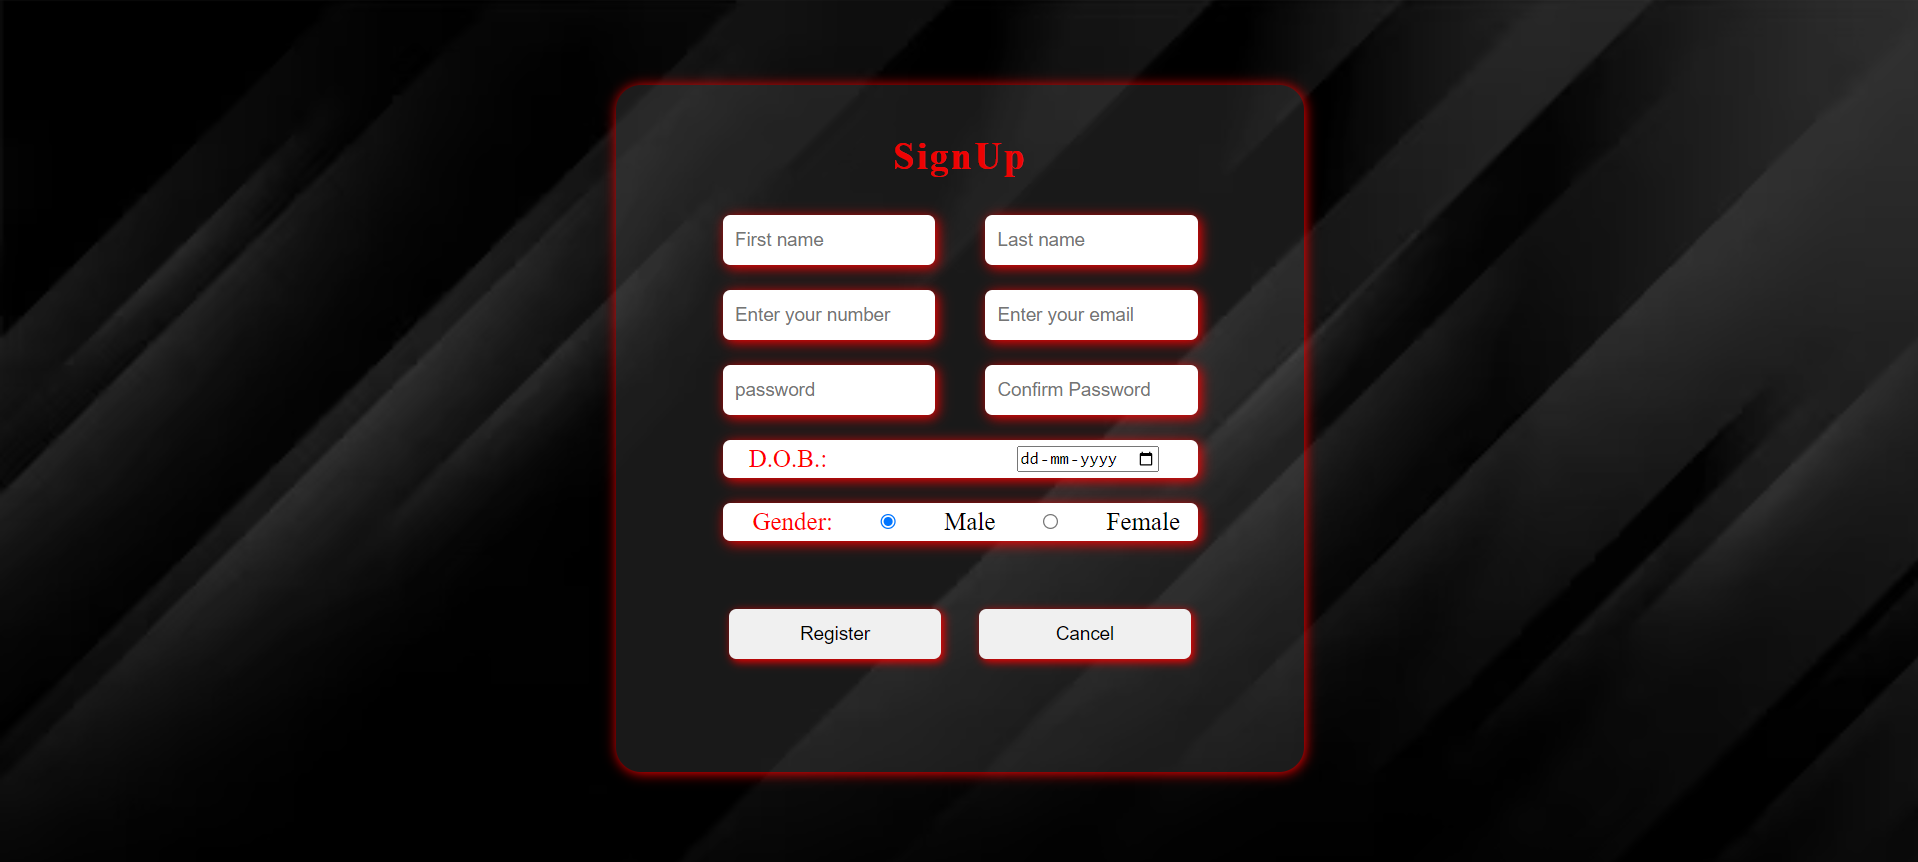 SignUp
First name Last name
Enter your number Enter your email
password Confirm Password
D.O.B.: dd-mm-yyyy
Gender: Male Female
Register Cancel